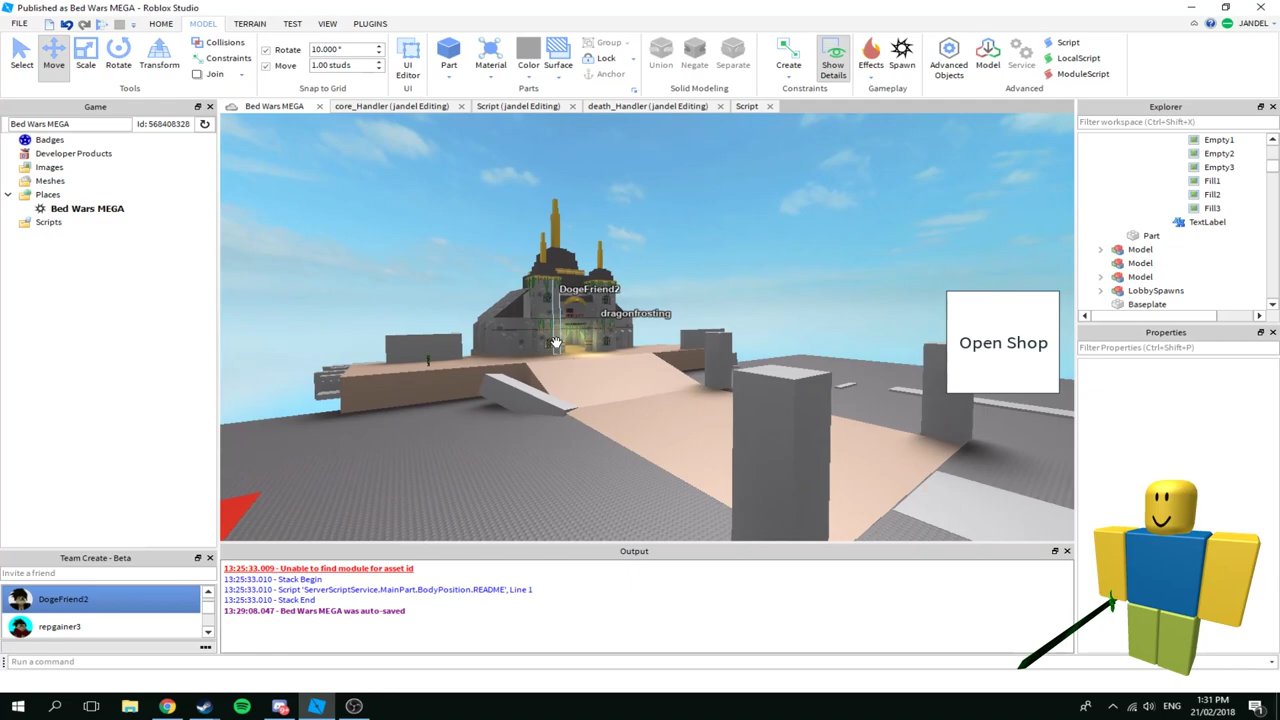 Published as Bed Wars MEGA - Roblox Studio
FILE HOME MODEL TERRAIN TEST VIEW PLUGINS JANDEL
Select Move Scale Rotate Transform
Tools
Collisions
Constraints
Join
Rotate 10.000 °
Move 1.00 studs
Snap to Grid
UI Editor
UI
Part Material Color Surface
Group
Lock
Anchor
Parts
Union Negate Separate
Solid Modeling
Create Show Details
Constraints
Effects Spawn
Gameplay
Advanced Objects Model Service
Script
LocalScript
ModuleScript
Advanced
Game
Bed Wars MEGA Id: 568408328
Badges
Developer Products
Images
Meshes
Places
Bed Wars MEGA
Scripts
Bed Wars MEGA core_Handler (jandel Editing) Script (jandel Editing) death_Handler (jandel Editing) Script
DogeFriend2
dragonfrosting
Open Shop
Explorer
Filter workspace (Ctrl+Shift+X)
Empty1
Empty2
Empty3
Fill1
Fill2
Fill3
TextLabel
Part
Model
Model
Model
LobbySpawns
Baseplate
Properties
Filter Properties (Ctrl+Shift+P)
Team Create - Beta
Invite a friend
DogeFriend2
repgainer3
Output
13:25:33.009 - Unable to find module for asset id
13:25:33.010 - Stack Begin
13:25:33.010 - Script 'ServerScriptService.MainPart.BodyPosition.README', Line 1
13:25:33.010 - Stack End
13:29:08.047 - Bed Wars MEGA was auto-saved
Run a command
ENG
1:31 PM
21/02/2018
1